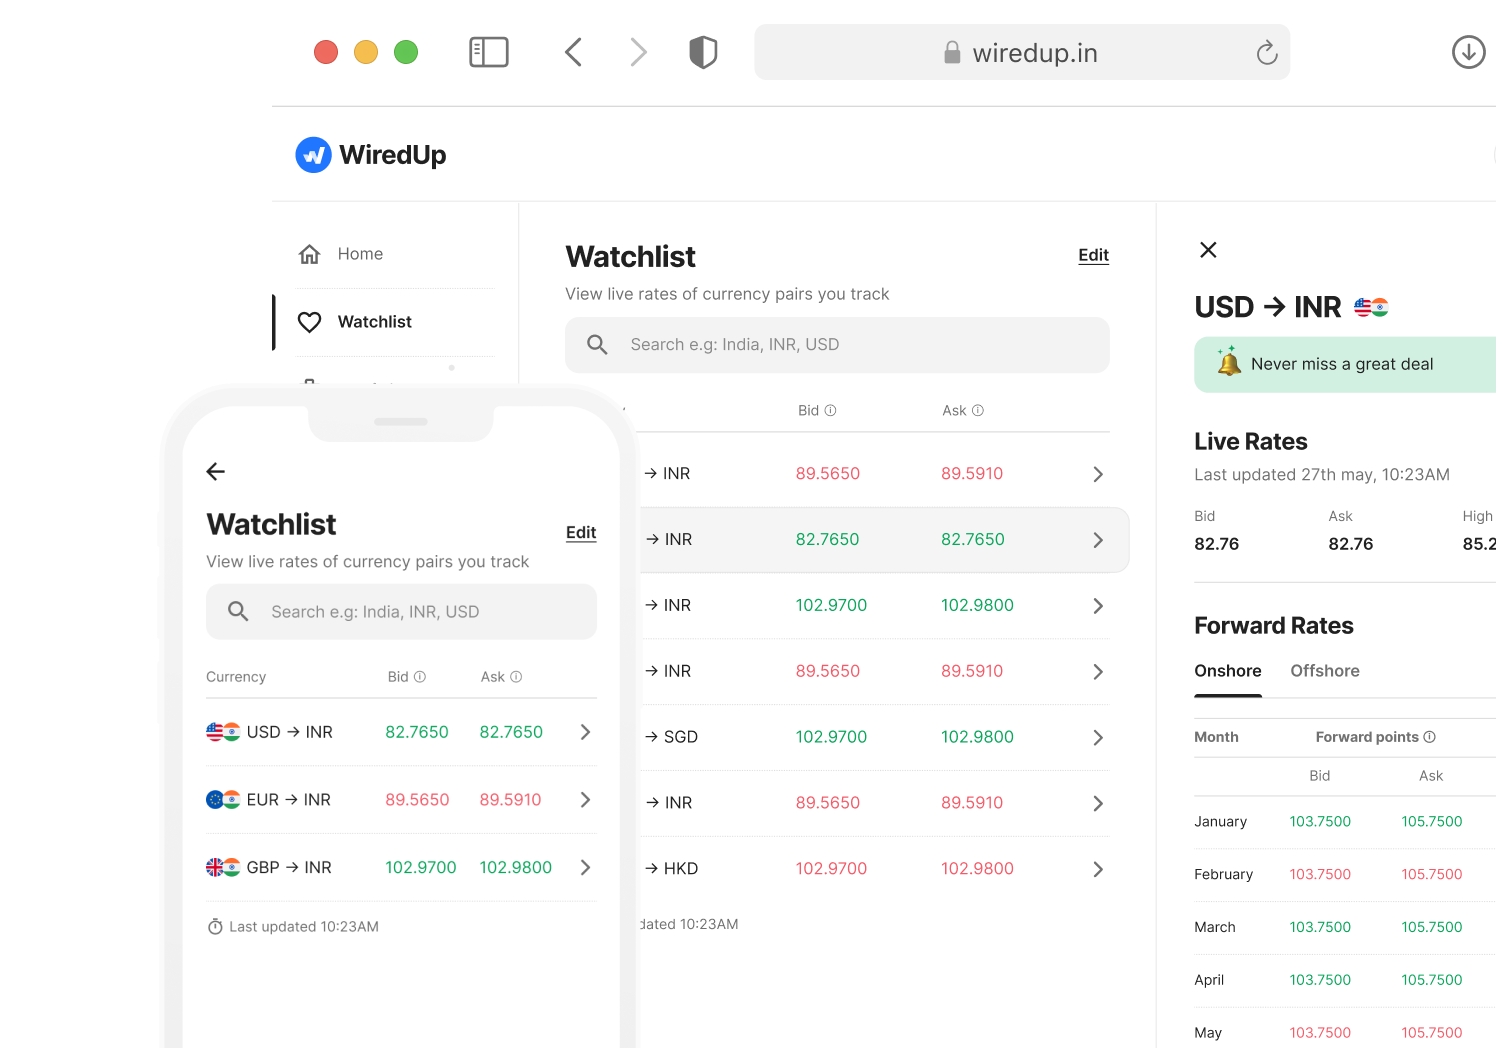 wiredup.in
WiredUp
Home
Watchlist
Watchlist
Edit
View live rates of currency pairs you track
Search e.g: India, INR, USD
Bid Ask
→ INR 89.5650 89.5910
→ INR 82.7650 82.7650
→ INR 102.9700 102.9800
→ INR 89.5650 89.5910
→ SGD 102.9700 102.9800
→ INR 89.5650 89.5910
→ HKD 102.9700 102.9800
10:23AM
USD → INR
Never miss a great deal
Live Rates
Last updated 27th may, 10:23AM
Bid Ask High
82.76 82.76 85.2
Forward Rates
Onshore Offshore
Month Forward points
Bid Ask
January 103.7500 105.7500
February 103.7500 105.7500
March 103.7500 105.7500
April 103.7500 105.7500
May 103.7500 105.7500
Watchlist
Edit
View live rates of currency pairs you track
Search e.g: India, INR, USD
Currency Bid Ask
USD → INR 82.7650 82.7650
EUR → INR 89.5650 89.5910
GBP → INR 102.9700 102.9800
Last updated 10:23AM